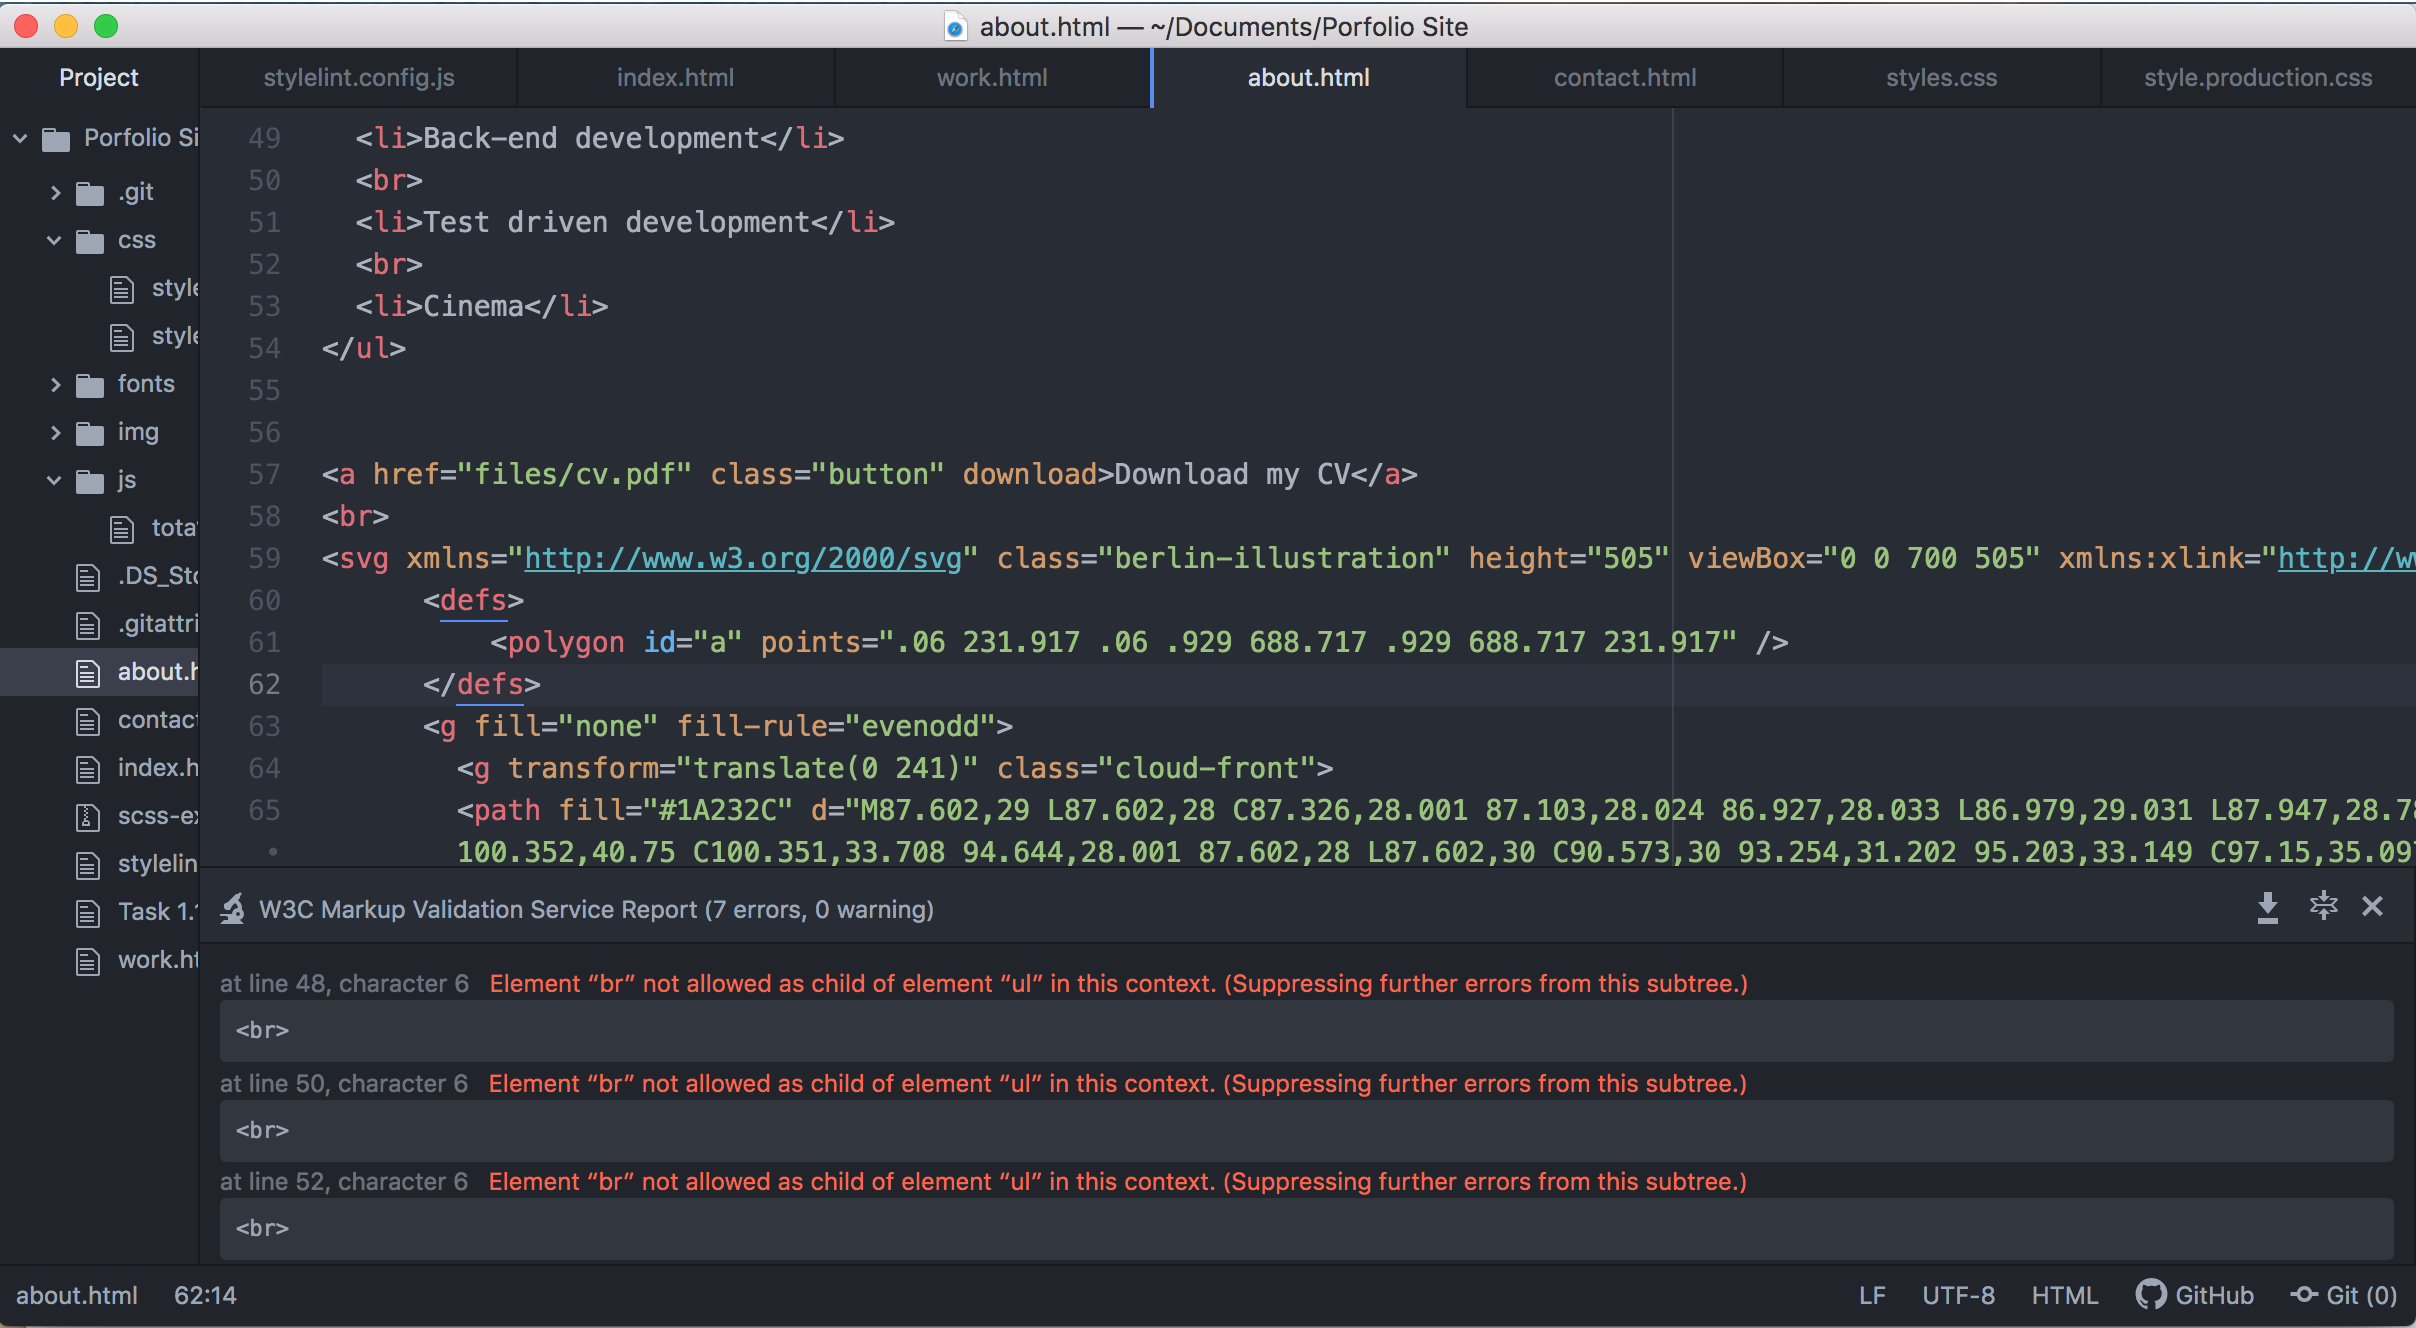 about.html — ~/Documents/Porfolio Site
Project
stylelint.config.js
index.html
work.html
about.html
contact.html
styles.css
style.production.css
Porfolio Si
.git
css
style
style
fonts
img
js
tota
.DS_Sto
.gitattri
about.h
contact
index.h
scss-ex
stylelin
Task 1.1
work.ht
49 <li>Back-end development</li>
50 <br>
51 <li>Test driven development</li>
52 <br>
53 <li>Cinema</li>
54 </ul>
55
56
57 <a href="files/cv.pdf" class="button" download>Download my CV</a>
58 <br>
59 <svg xmlns="http://www.w3.org/2000/svg" class="berlin-illustration" height="505" viewBox="0 0 700 505" xmlns:xlink="http://ww
60 <defs>
61 <polygon id="a" points=".06 231.917 .06 .929 688.717 .929 688.717 231.917" />
62 </defs>
63 <g fill="none" fill-rule="evenodd">
64 <g transform="translate(0 241)" class="cloud-front">
65 <path fill="#1A232C" d="M87.602,29 L87.602,28 C87.326,28.001 87.103,28.024 86.927,28.033 L86.979,29.031 L87.947,28.78
• 100.352,40.75 C100.351,33.708 94.644,28.001 87.602,28 L87.602,30 C90.573,30 93.254,31.202 95.203,33.149 C97.15,35.097
W3C Markup Validation Service Report (7 errors, 0 warning)
at line 48, character 6 Element “br” not allowed as child of element “ul” in this context. (Suppressing further errors from this subtree.)
<br>
at line 50, character 6 Element “br” not allowed as child of element “ul” in this context. (Suppressing further errors from this subtree.)
<br>
at line 52, character 6 Element “br” not allowed as child of element “ul” in this context. (Suppressing further errors from this subtree.)
<br>
about.html 62:14 LF UTF-8 HTML GitHub Git (0)